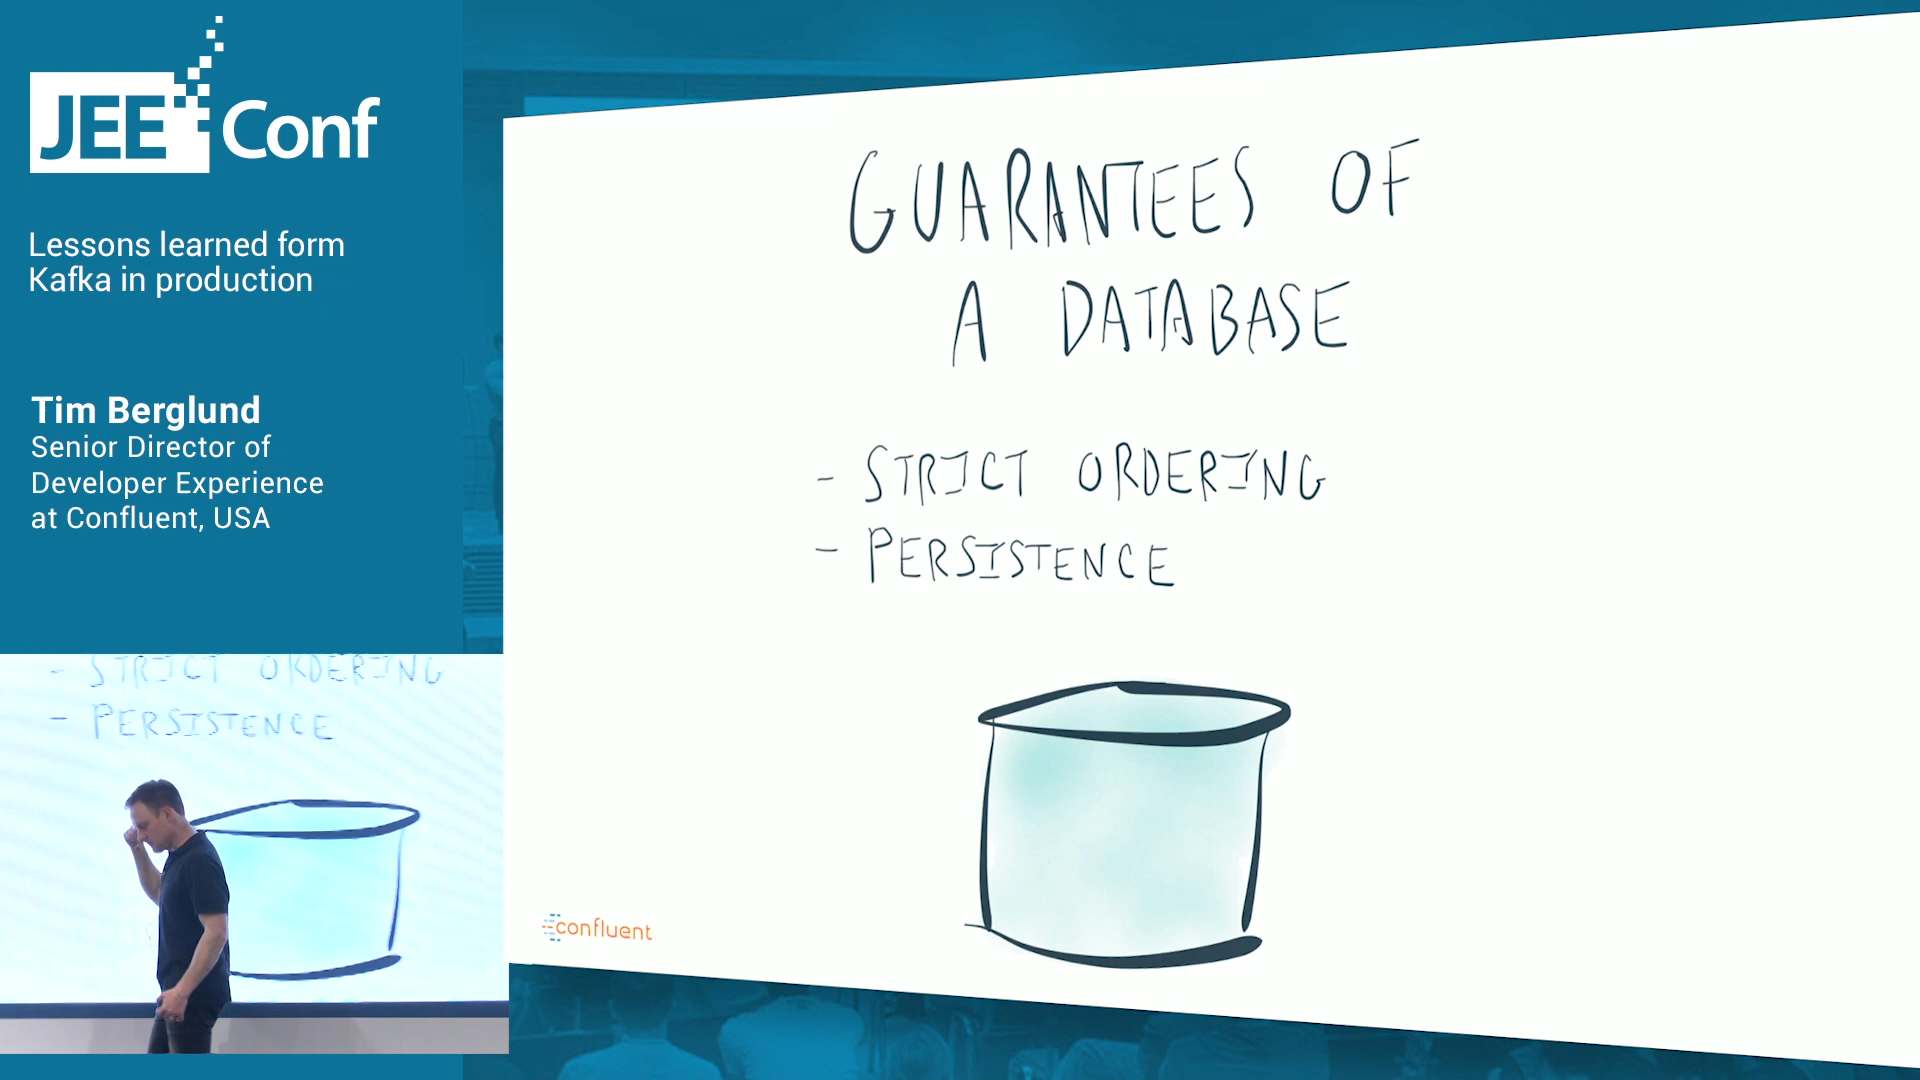 JEE Conf
Lessons learned form
Kafka in production
Tim Berglund
Senior Director of
Developer Experience
at Confluent, USA
GUARANTEES OF
A DATABASE
- STRICT ORDERING
- PERSISTENCE
confluent
- STRICT ORDERING
- PERSISTENCE